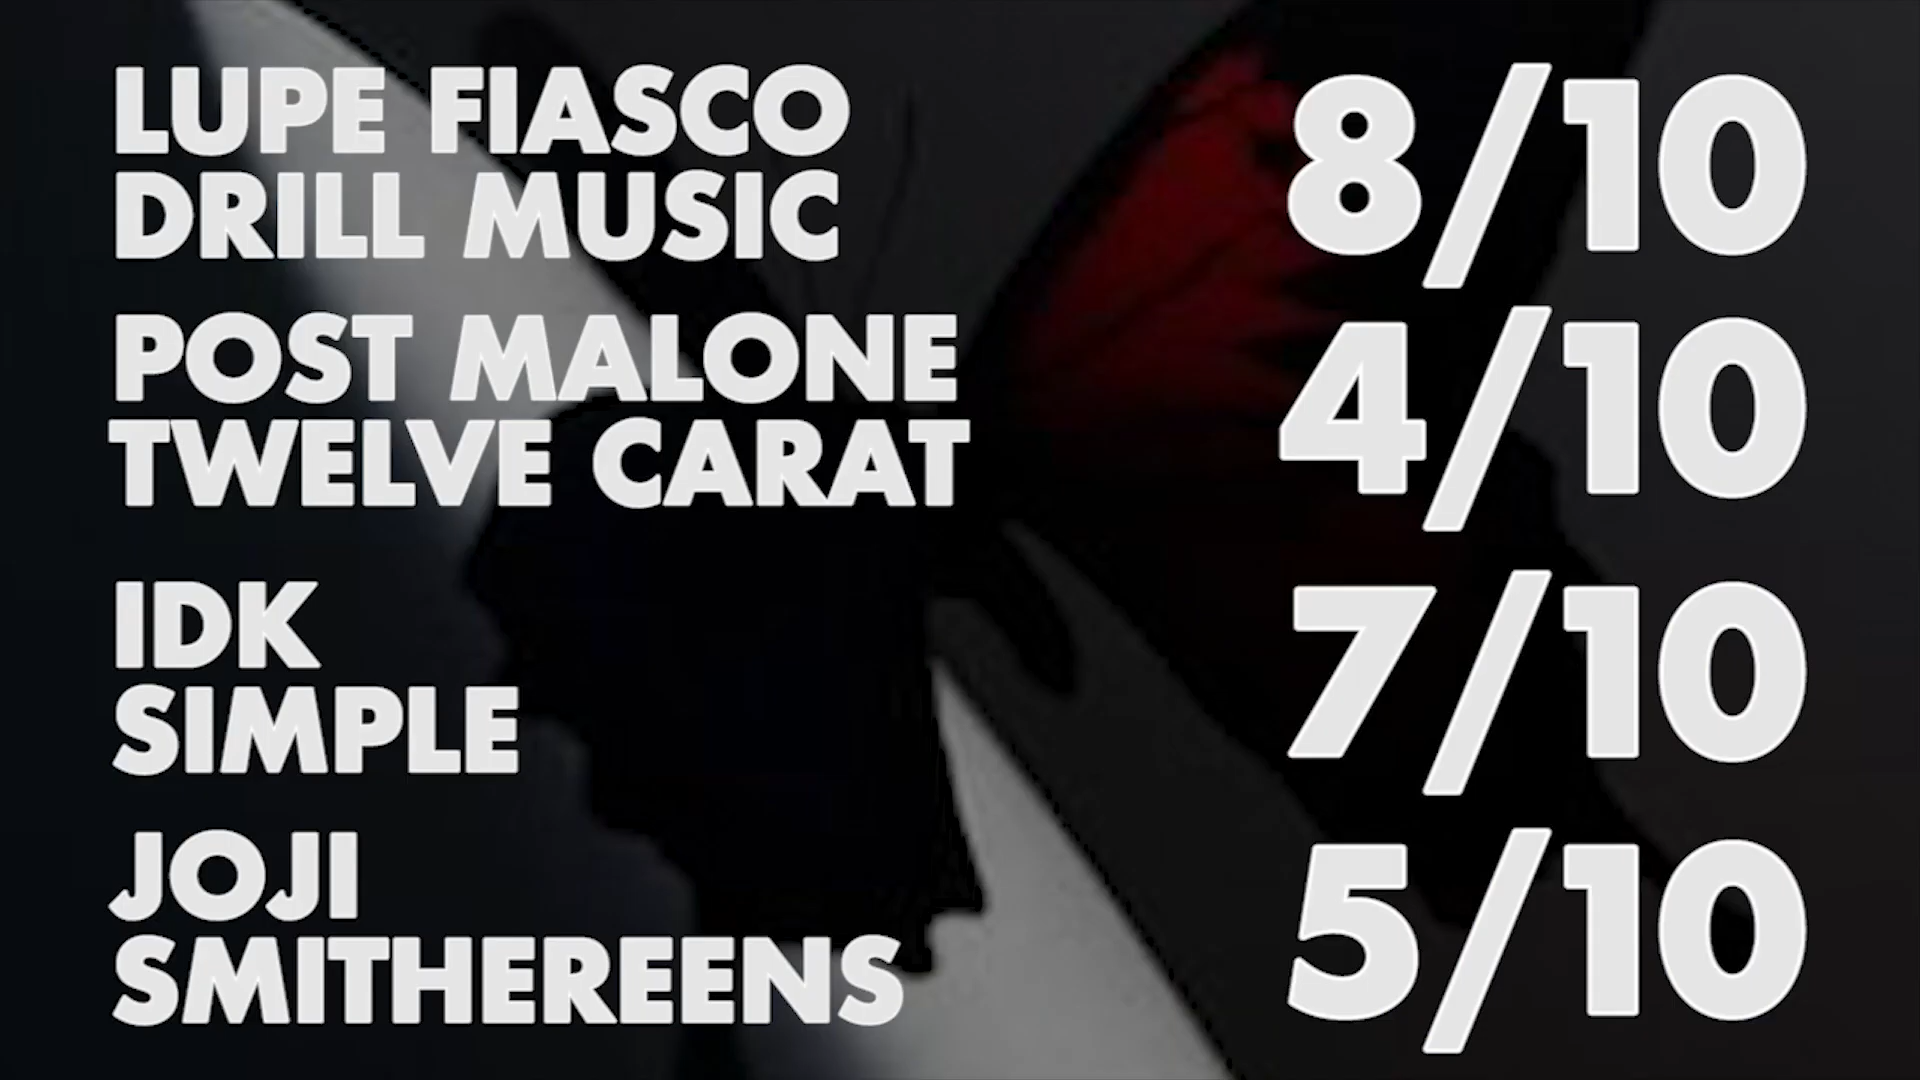 LUPE FIASCO
DRILL MUSIC
8/10
POST MALONE
TWELVE CARAT
4/10
IDK
SIMPLE
7/10
JOJI
SMITHEREENS
5/10